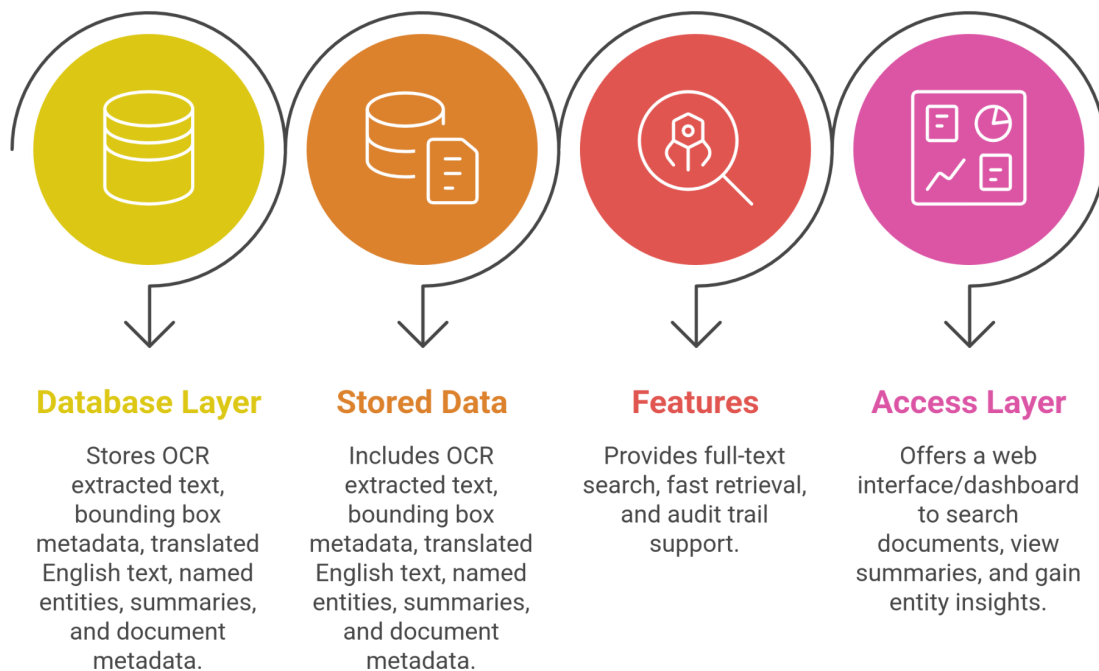 Database Layer
Stores OCR
extracted text,
bounding box
metadata, translated
English text, named
entities, summaries,
and document
metadata.
Stored Data
Includes OCR
extracted text,
bounding box
metadata, translated
English text, named
entities, summaries,
and document
metadata.
Features
Provides full-text
search, fast retrieval,
and audit trail
support.
Access Layer
Offers a web
interface/dashboard
to search
documents, view
summaries, and gain
entity insights.